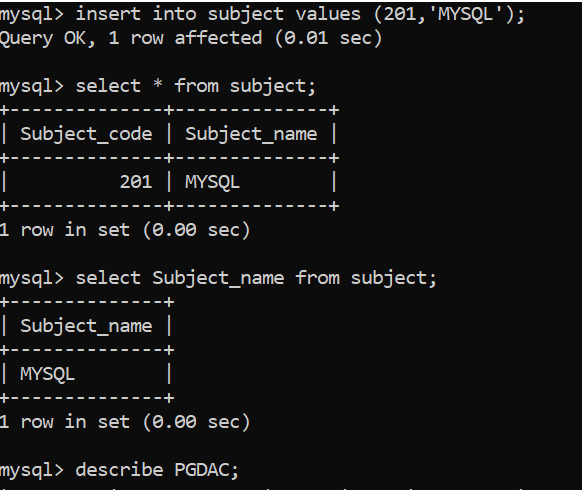 mysql> insert into subject values (201,'MYSQL');
Query OK, 1 row affected (0.01 sec)
mysql> select * from subject;
+--------------+--------------+
| Subject_code | Subject_name |
+--------------+--------------+
|          201 | MYSQL        |
+--------------+--------------+
1 row in set (0.00 sec)
mysql> select Subject_name from subject;
+--------------+
| Subject_name |
+--------------+
| MYSQL        |
+--------------+
1 row in set (0.00 sec)
mysql> describe PGDAC;